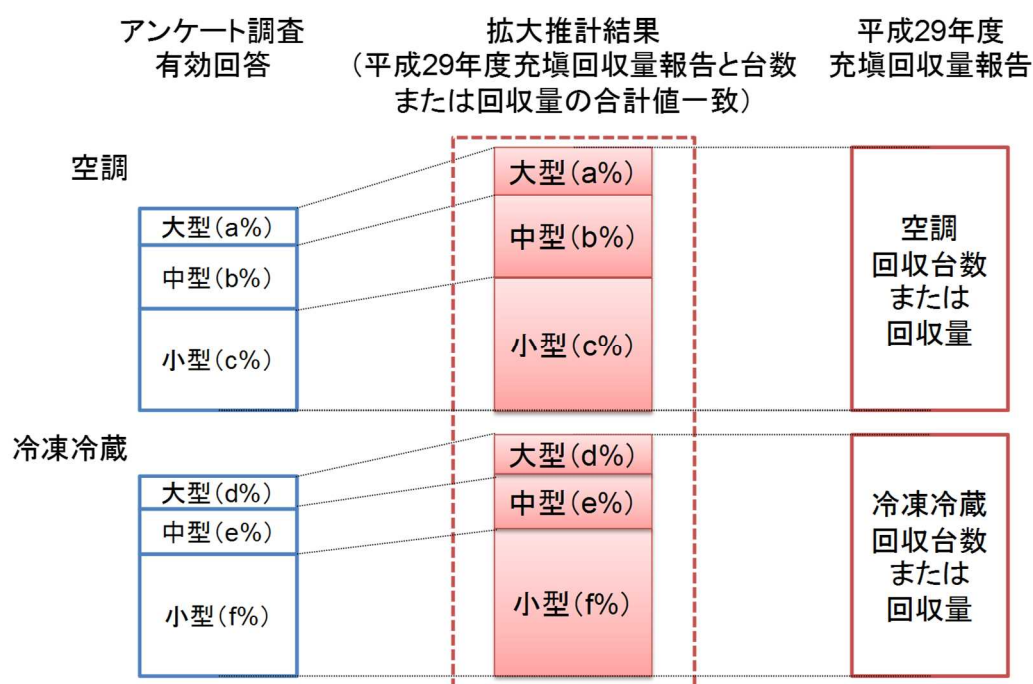 アンケート調査
有効回答
拡大推計結果
（平成29年度充塡回収量報告と台数
または回収量の合計値一致）
平成29年度
充塡回収量報告
空調
大型（a%）
中型（b%）
小型（c%）
大型（a%）
中型（b%）
小型（c%）
空調
回収台数
または
回収量
冷凍冷蔵
大型（d%）
中型（e%）
小型（f%）
大型（d%）
中型（e%）
小型（f%）
冷凍冷蔵
回収台数
または
回収量